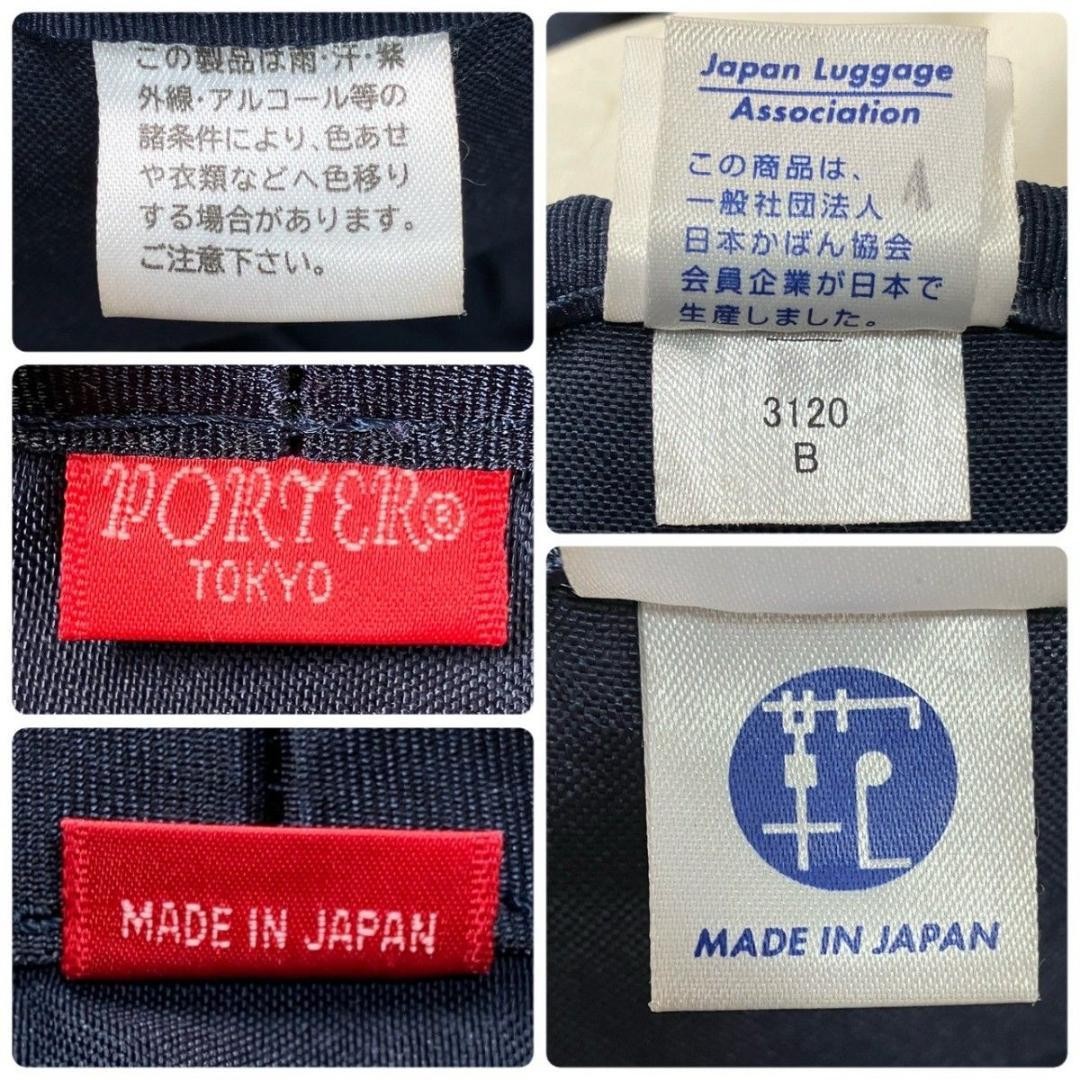 この製品は雨・汗・紫
外線・アルコール等の
諸条件により、色あせ
や衣類などへ色移り
する場合があります。
ご注意下さい。
Japan Luggage
Association
この商品は、
一般社団法人
日本かばん協会
会員企業が日本で
生産しました。
3120
B
PORTER®
TOKYO
MADE IN JAPAN
鞄
MADE IN JAPAN